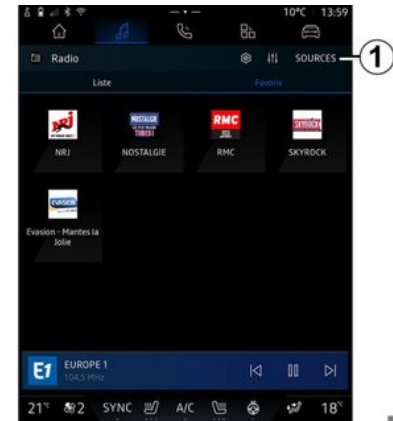 10°C 13:59
Radio
SOURCES
1
Liste
Favoris
NRJ
NOSTALGIE
RMC
RMC
SKYROCK
NRJ
NOSTALGIE
RMC
SKYROCK
EVASION
Evasion - Mantes la
Jolie
E1
EUROPE 1
104,5 MHz
21°C
2
SYNC
A/C
18°C